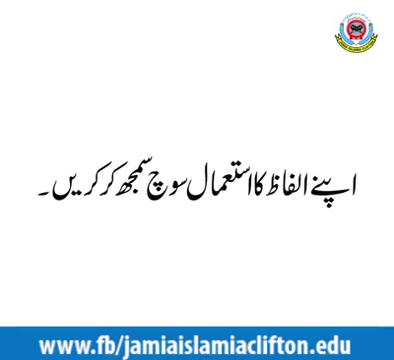 اپنے الفاظ کا استعمال سوچ سمجھ کر کریں۔
www.fb/jamiaislamiaclifton.edu